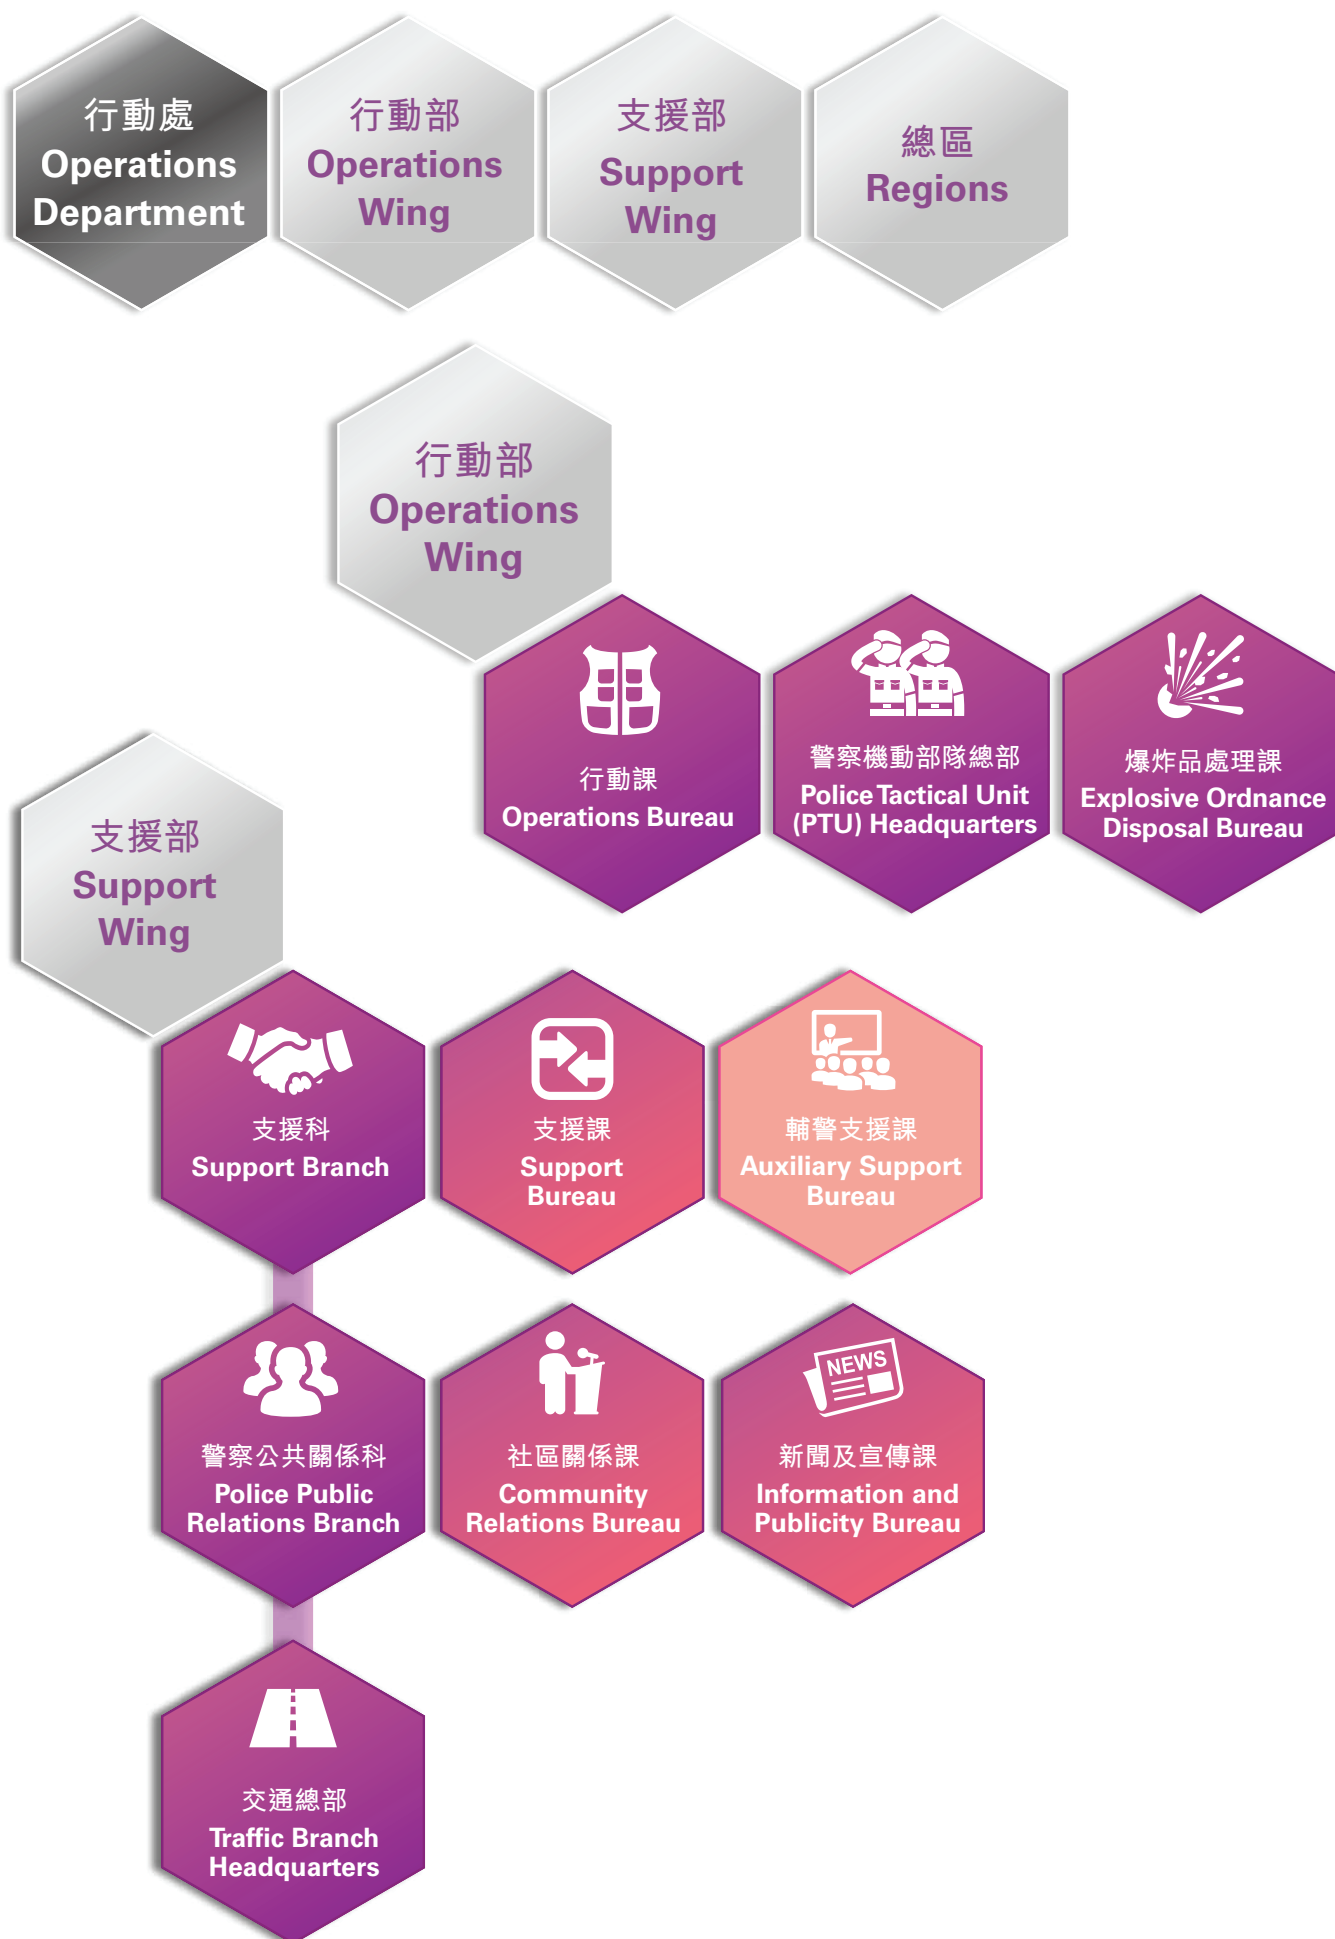 行動處
Operations
Department
行動部
Operations
Wing
支援部
Support
Wing
總區
Regions
行動部
Operations
Wing
行動課
Operations Bureau
警察機動部隊總部
Police Tactical Unit
(PTU) Headquarters
爆炸品處理課
Explosive Ordnance
Disposal Bureau
支援部
Support
Wing
支援科
Support Branch
支援課
Support
Bureau
輔警支援課
Auxiliary Support
Bureau
警察公共關係科
Police Public
Relations Branch
社區關係課
Community
Relations Bureau
NEWS
新聞及宣傳課
Information and
Publicity Bureau
交通總部
Traffic Branch
Headquarters